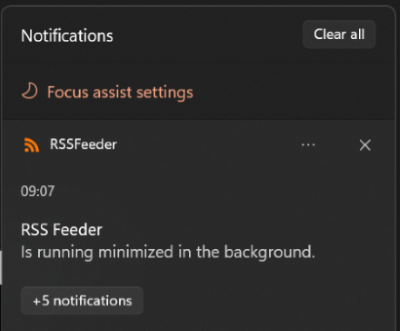 Notifications
Clear all
Focus assist settings
RSSFeeder
09:07
RSS Feeder
Is running minimized in the background.
+5 notifications